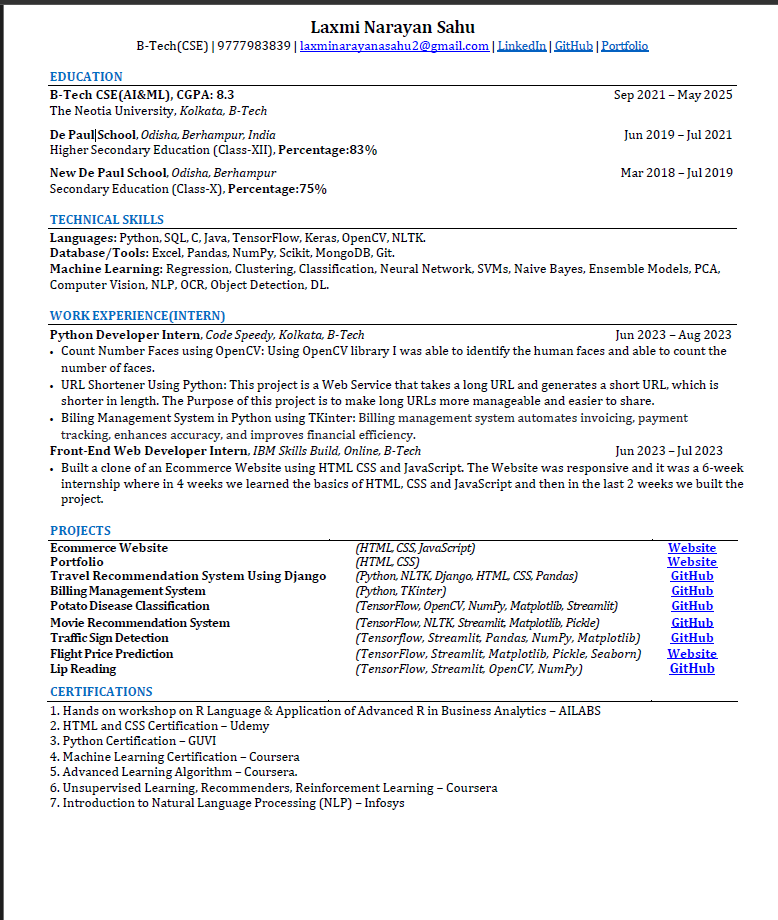 Laxmi Narayan Sahu
B-Tech(CSE) | 9777983839 | laxminarayanasahu2@gmail.com | LinkedIn | GitHub | Portfolio
EDUCATION
B-Tech CSE(AI&ML), CGPA: 8.3 Sep 2021 – May 2025
The Neotia University, Kolkata, B-Tech
De Paul School, Odisha, Berhampur, India Jun 2019 – Jul 2021
Higher Secondary Education (Class-XII), Percentage:83%
New De Paul School, Odisha, Berhampur Mar 2018 – Jul 2019
Secondary Education (Class-X), Percentage:75%
TECHNICAL SKILLS
Languages: Python, SQL, C, Java, TensorFlow, Keras, OpenCV, NLTK.
Database/Tools: Excel, Pandas, NumPy, Scikit, MongoDB, Git.
Machine Learning: Regression, Clustering, Classification, Neural Network, SVMs, Naive Bayes, Ensemble Models, PCA,
Computer Vision, NLP, OCR, Object Detection, DL.
WORK EXPERIENCE(INTERN)
Python Developer Intern, Code Speedy, Kolkata, B-Tech Jun 2023 – Aug 2023
• Count Number Faces using OpenCV: Using OpenCV library I was able to identify the human faces and able to count the
number of faces.
• URL Shortener Using Python: This project is a Web Service that takes a long URL and generates a short URL, which is
shorter in length. The Purpose of this project is to make long URLs more manageable and easier to share.
• Biling Management System in Python using TKinter: Billing management system automates invoicing, payment
tracking, enhances accuracy, and improves financial efficiency.
Front-End Web Developer Intern, IBM Skills Build, Online, B-Tech Jun 2023 – Jul 2023
• Built a clone of an Ecommerce Website using HTML CSS and JavaScript. The Website was responsive and it was a 6-week
internship where in 4 weeks we learned the basics of HTML, CSS and JavaScript and then in the last 2 weeks we built the
project.
PROJECTS
Ecommerce Website (HTML, CSS, JavaScript) Website
Portfolio (HTML, CSS) Website
Travel Recommendation System Using Django (Python, NLTK, Django, HTML, CSS, Pandas) GitHub
Billing Management System (Python, TKinter) GitHub
Potato Disease Classification (TensorFlow, OpenCV, NumPy, Matplotlib, Streamlit) GitHub
Movie Recommendation System (TensorFlow, NLTK, Streamlit, Matplotlib, Pickle) GitHub
Traffic Sign Detection (Tensorflow, Streamlit, Pandas, NumPy, Matplotlib) GitHub
Flight Price Prediction (TensorFlow, Streamlit, Matplotlib, Pickle, Seaborn) Website
Lip Reading (TensorFlow, Streamlit, OpenCV, NumPy) GitHub
CERTIFICATIONS
1. Hands on workshop on R Language & Application of Advanced R in Business Analytics – AILABS
2. HTML and CSS Certification – Udemy
3. Python Certification – GUVI
4. Machine Learning Certification – Coursera
5. Advanced Learning Algorithm – Coursera.
6. Unsupervised Learning, Recommenders, Reinforcement Learning – Coursera
7. Introduction to Natural Language Processing (NLP) – Infosys